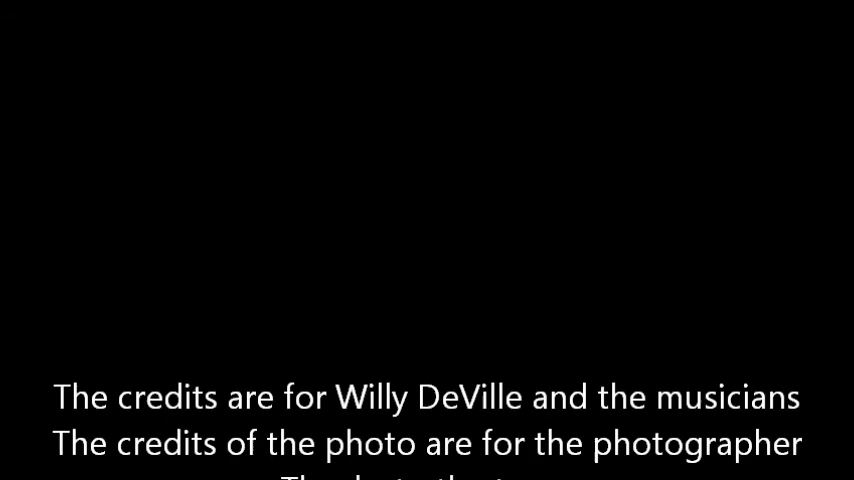 The credits are for Willy DeVille and the musicians
The credits of the photo are for the photographer